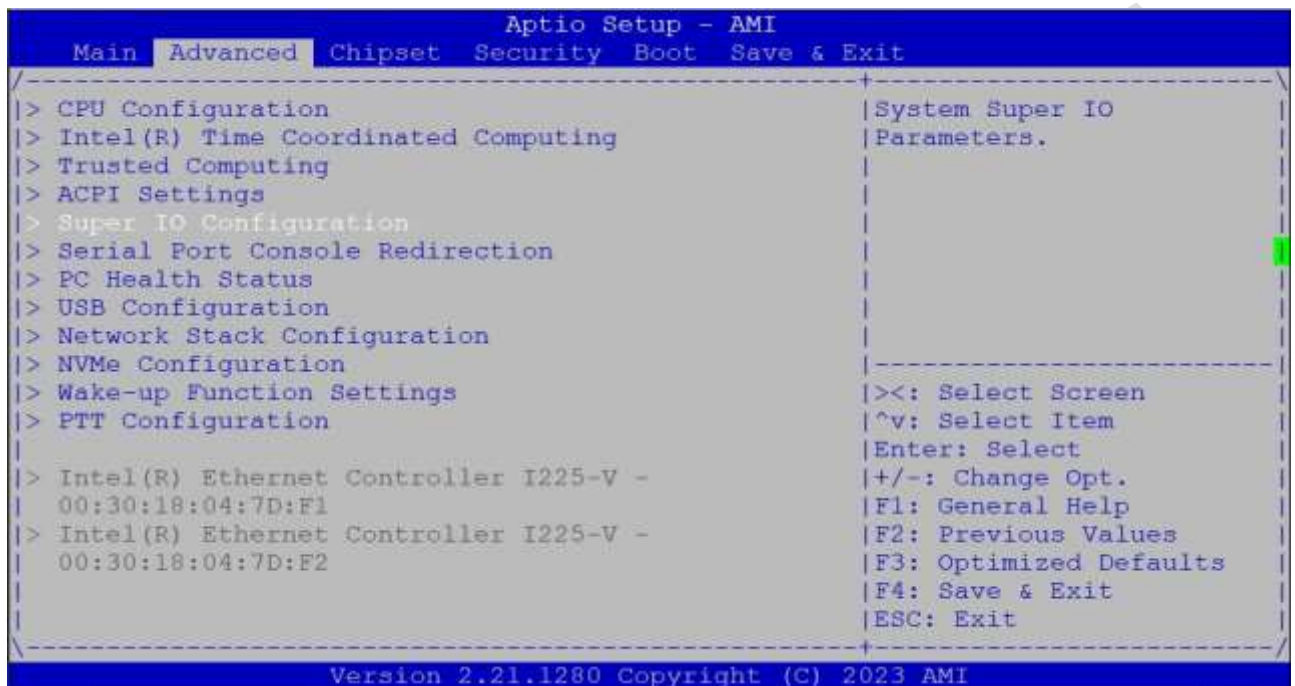 Aptio Setup - AMI
Main Advanced Chipset Security Boot Save & Exit
/----------------------------------------------------+-------------------------\
|> CPU Configuration |System Super IO |
|> Intel(R) Time Coordinated Computing |Parameters. |
|> Trusted Computing | |
|> ACPI Settings | |
|> Super IO Configuration | |
|> Serial Port Console Redirection | |
|> PC Health Status | |
|> USB Configuration | |
|> Network Stack Configuration | |
|> NVMe Configuration |-------------------------|
|> Wake-up Function Settings |><: Select Screen |
|> PTT Configuration |^v: Select Item |
| |Enter: Select |
|> Intel(R) Ethernet Controller I225-V - |+/-: Change Opt. |
| 00:30:18:04:7D:F1 |F1: General Help |
|> Intel(R) Ethernet Controller I225-V - |F2: Previous Values |
| 00:30:18:04:7D:F2 |F3: Optimized Defaults |
| |F4: Save & Exit |
| |ESC: Exit |
\----------------------------------------------------+-------------------------/
Version 2.21.1280 Copyright (C) 2023 AMI